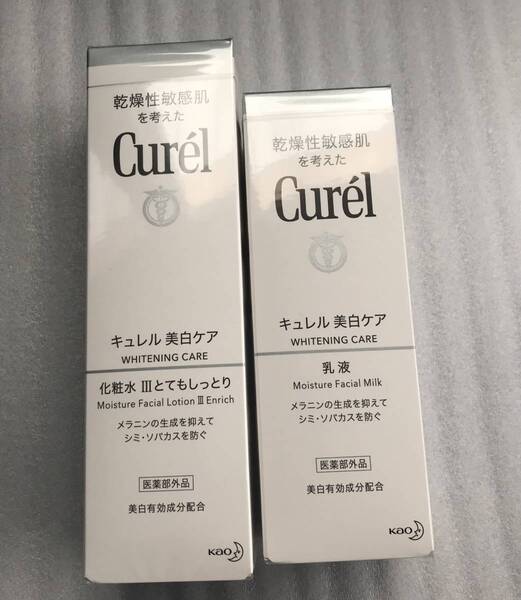 乾燥性敏感肌
を考えた
Curél
キュレル 美白ケア
WHITENING CARE
化粧水 IIIとてもしっとり
Moisture Facial Lotion III Enrich
メラニンの生成を抑えて
シミ・ソバカスを防ぐ
医薬部外品
美白有効成分配合
Kao
乾燥性敏感肌
を考えた
Curél
キュレル 美白ケア
WHITENING CARE
乳液
Moisture Facial Milk
メラニンの生成を抑えて
シミ・ソバカスを防ぐ
医薬部外品
美白有効成分配合
Kao